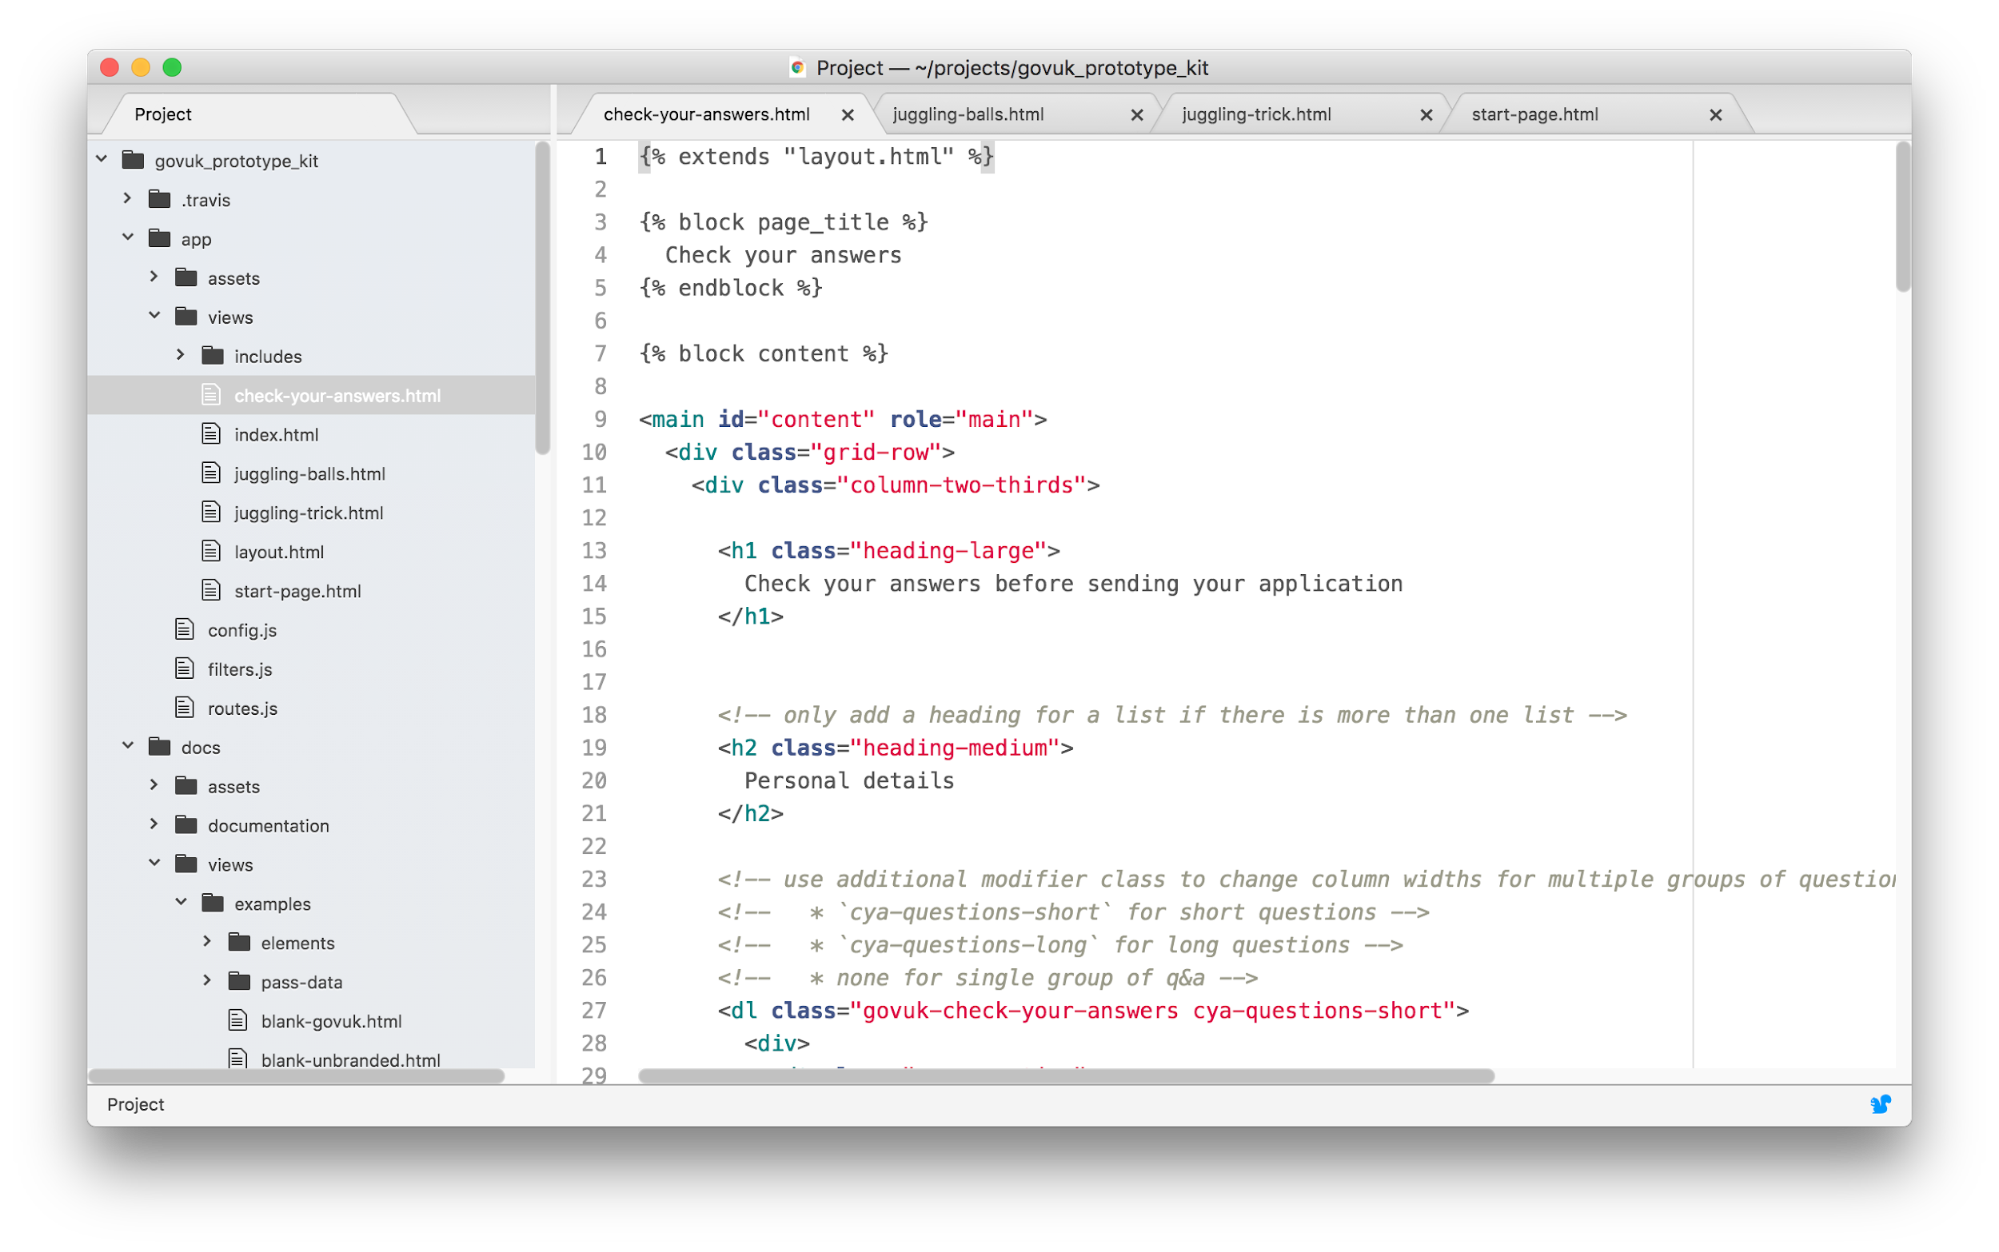 Project — ~/projects/govuk_prototype_kit
Project
check-your-answers.html
juggling-balls.html
juggling-trick.html
start-page.html
govuk_prototype_kit
.travis
app
assets
views
includes
check-your-answers.html
index.html
juggling-balls.html
juggling-trick.html
layout.html
start-page.html
config.js
filters.js
routes.js
docs
assets
documentation
views
examples
elements
pass-data
blank-govuk.html
blank-unbranded.html
1 {% extends "layout.html" %}
2
3 {% block page_title %}
4 Check your answers
5 {% endblock %}
6
7 {% block content %}
8
9 <main id="content" role="main">
10 <div class="grid-row">
11 <div class="column-two-thirds">
12
13 <h1 class="heading-large">
14 Check your answers before sending your application
15 </h1>
16
17
18 <!-- only add a heading for a list if there is more than one list -->
19 <h2 class="heading-medium">
20 Personal details
21 </h2>
22
23 <!-- use additional modifier class to change column widths for multiple groups of question
24 <!-- * `cya-questions-short` for short questions -->
25 <!-- * `cya-questions-long` for long questions -->
26 <!-- * none for single group of q&a -->
27 <dl class="govuk-check-your-answers cya-questions-short">
28 <div>
29
Project